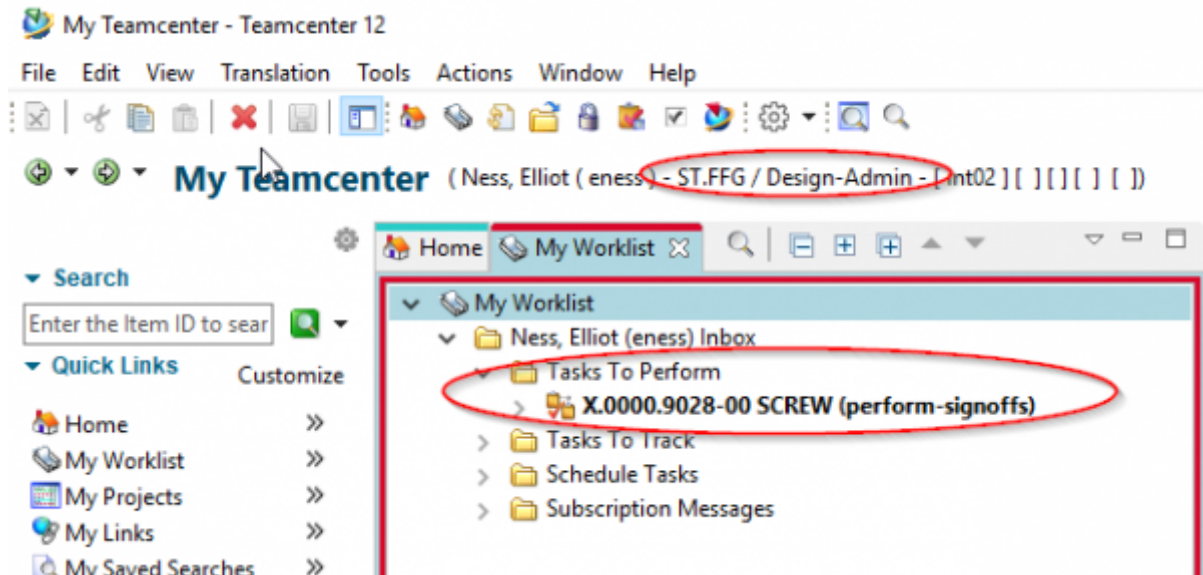 My Teamcenter - Teamcenter 12
File Edit View Translation Tools Actions Window Help
My Teamcenter ( Ness, Elliot ( eness ) - ST.FFG / Design-Admin - [ Int02 ] [ ] [ ] [ ] [ ])
Home My Worklist
Search
Enter the Item ID to sear
Quick Links
Customize
Home
My Worklist
My Projects
My Links
My Saved Searches
My Worklist
Ness, Elliot (eness) Inbox
Tasks To Perform
X.0000.9028-00 SCREW (perform-signoffs)
Tasks To Track
Schedule Tasks
Subscription Messages